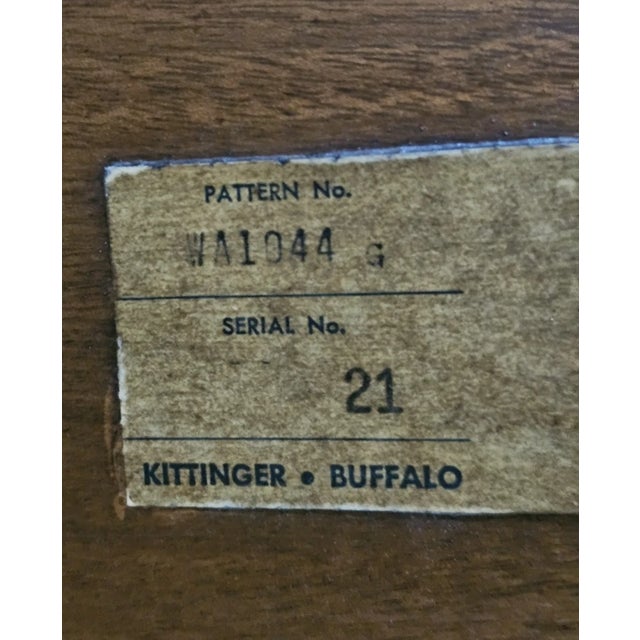 PATTERN No.
WA1044 G
SERIAL No.
21
KITTINGER • BUFFALO